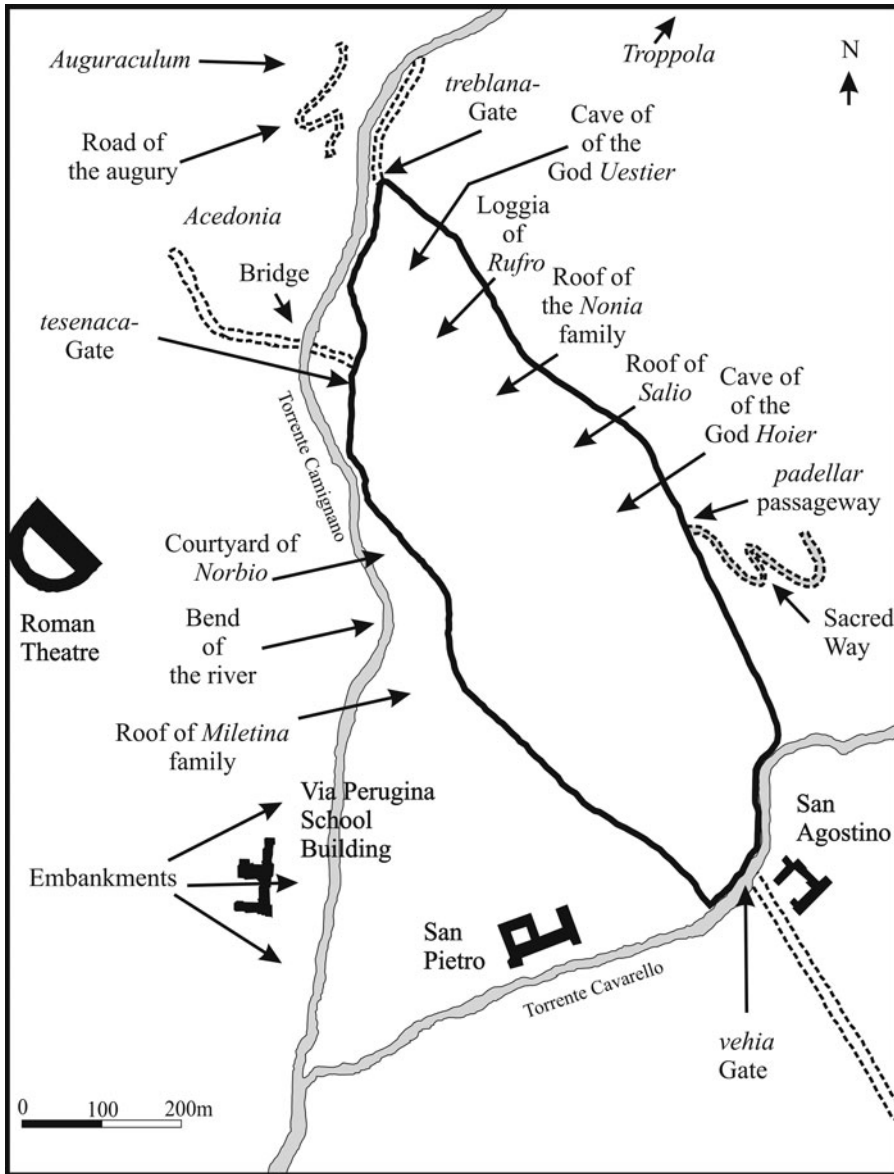 Auguraculum
Troppola
N
treblana-
Gate
Cave of
of the
God Uestier
Road of
the augury
Acedonia
Loggia
of
Rufro
Bridge
Roof of
the Nonia
family
tesenaca-
Gate
Roof of
Salio
Cave of
of the
God Hoier
padellar
passageway
Torrente Camignano
Courtyard of
Norbio
Roman
Theatre
Bend
of
the river
Sacred
Way
Roof of Miletina
family
Via Perugina
School
Building
San
Agostino
Embankments
San
Pietro
Torrente Cavarello
vehia
Gate
0 100 200m